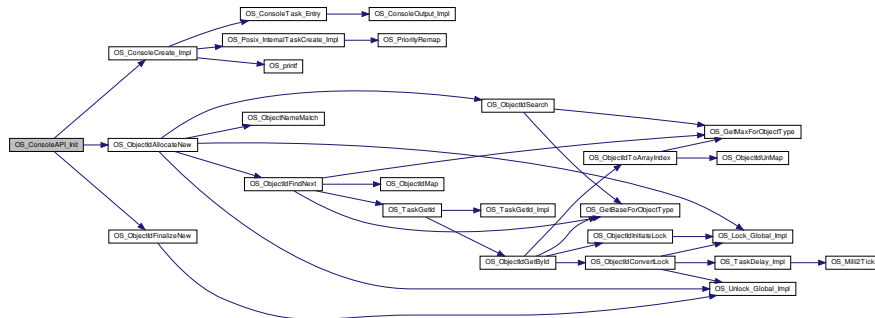 OS_ConsoleTask_Entry
OS_ConsoleOutput_Impl
OS_Posix_InternalTaskCreate_Impl
OS_PriorityRemap
OS_ConsoleCreate_Impl
OS_printf
OS_ObjectIdSearch
OS_ObjectNameMatch
OS_GetMaxForObjectType
OS_ConsoleAPI_Init
OS_ObjectIdAllocateNew
OS_ObjectIdToArrayIndex
OS_ObjectIdUnMap
OS_ObjectIdFindNext
OS_ObjectIdMap
OS_TaskGetId
OS_TaskGetId_Impl
OS_GetBaseForObjectType
OS_ObjectIdFinalizeNew
OS_ObjectIdInitiateLock
OS_Lock_Global_Impl
OS_ObjectIdGetById
OS_ObjectIdConvertLock
OS_TaskDelay_Impl
OS_Milli2Tick
OS_Unlock_Global_Impl